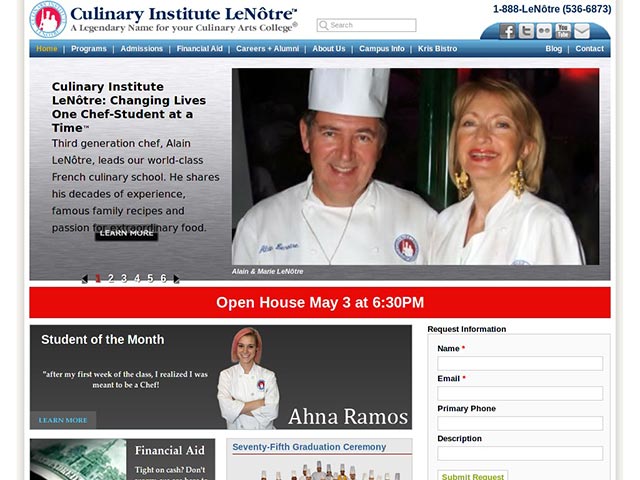 Culinary Institute LeNôtre™
A Legendary Name for your Culinary Arts College®
Search
1-888-LeNôtre (536-6873)
Home | Programs | Admissions | Financial Aid | Careers + Alumni | About Us | Campus Info | Kris Bistro
Blog | Contact
Culinary Institute
LeNôtre: Changing Lives
One Chef-Student at a
Time™
Third generation chef, Alain
LeNôtre, leads our world-class
French culinary school. He shares
his decades of experience,
famous family recipes and
passion for extraordinary food.
LEARN MORE
1 2 3 4 5 6
Alain & Marie LeNôtre
Open House May 3 at 6:30PM
Student of the Month
"after my first week of the class, I realized I was
meant to be a Chef!
LEARN MORE
Ahna Ramos
Request Information
Name *
Email *
Primary Phone
Description
Submit Request
Financial Aid
Tight on cash? Don't
Seventy-Fifth Graduation Ceremony